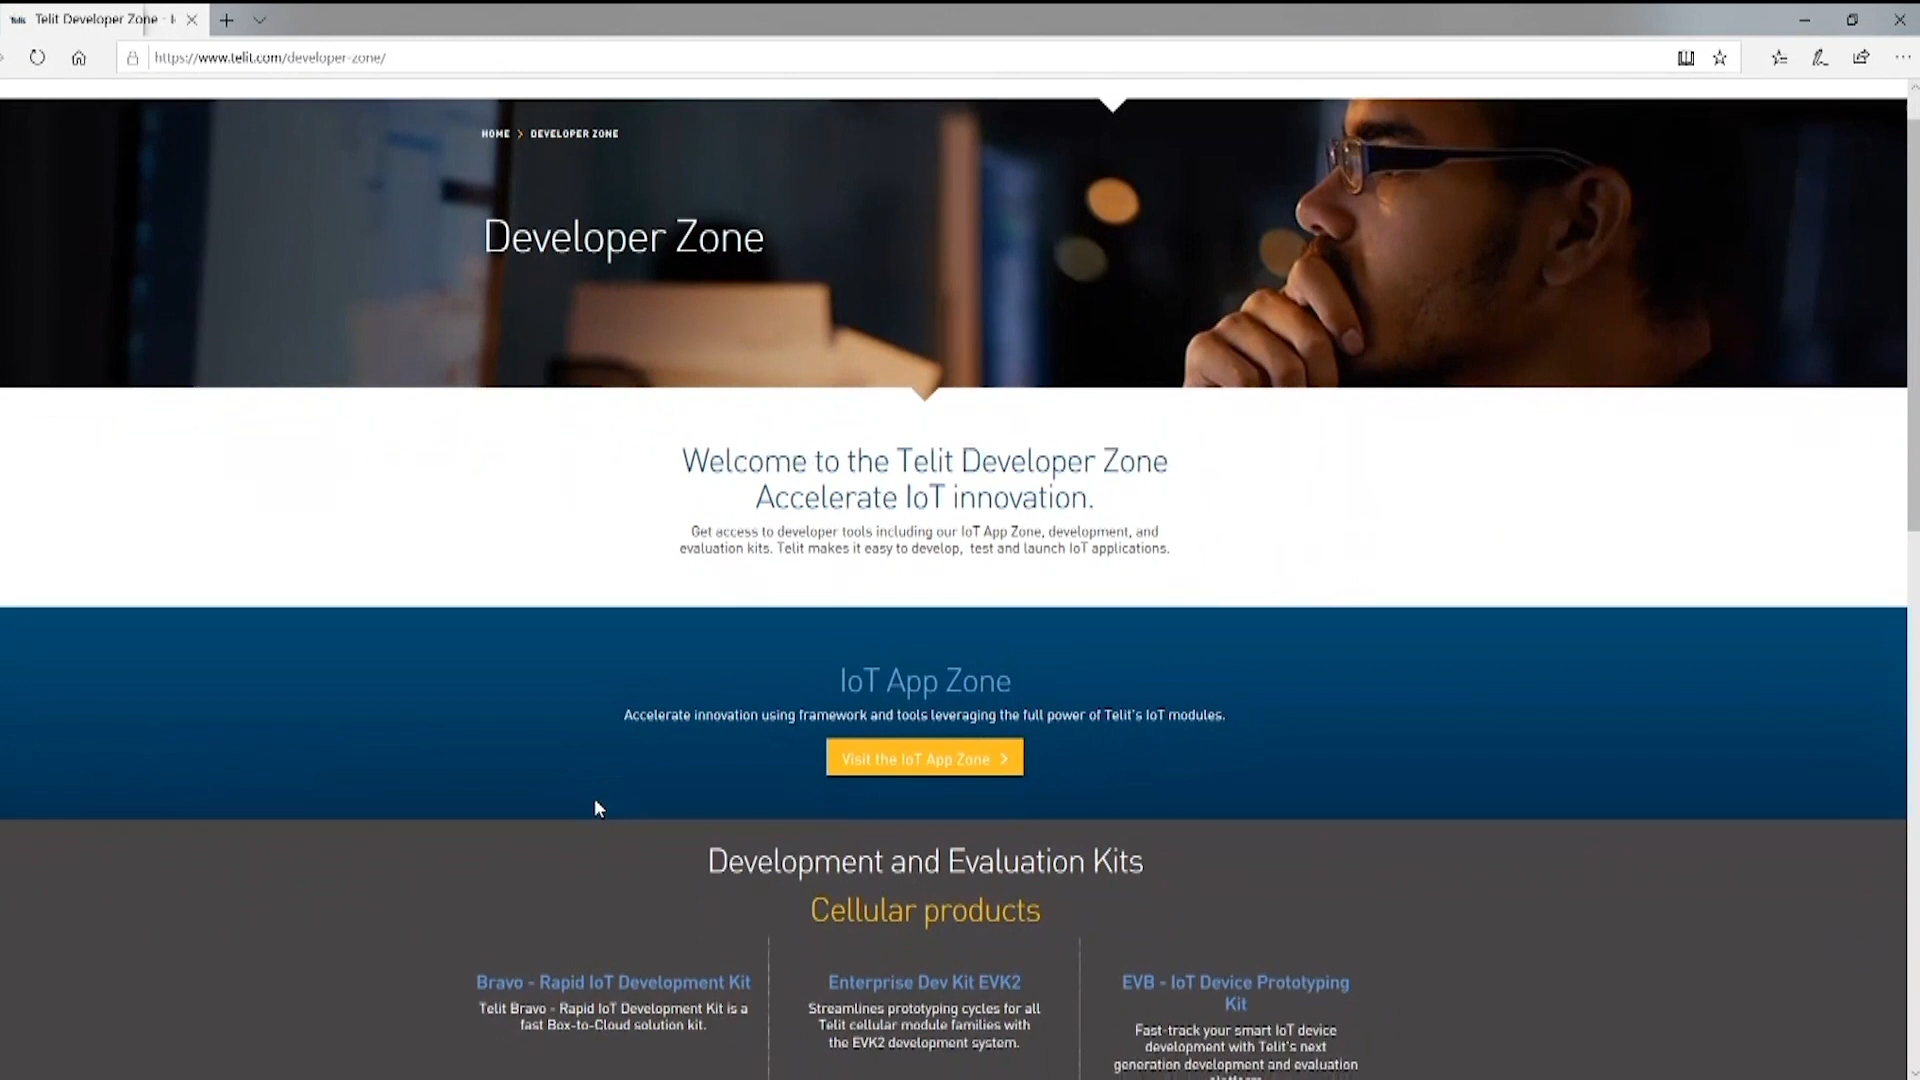 Telit Developer Zone - I
https://www.telit.com/developer-zone/
HOME > DEVELOPER ZONE
Developer Zone
Welcome to the Telit Developer Zone
Accelerate IoT innovation.
Get access to developer tools including our IoT App Zone, development, and
evaluation kits. Telit makes it easy to develop, test and launch IoT applications.
IoT App Zone
Accelerate innovation using framework and tools leveraging the full power of Telit's IoT modules.
Visit the IoT App Zone >
Development and Evaluation Kits
Cellular products
Bravo - Rapid IoT Development Kit
Telit Bravo - Rapid IoT Development Kit is a
fast Box-to-Cloud solution kit.
Enterprise Dev Kit EVK2
Streamlines prototyping cycles for all
Telit cellular module families with
the EVK2 development system.
EVB - IoT Device Prototyping
Kit
Fast-track your smart IoT device
development with Telit's next
generation development and evaluation